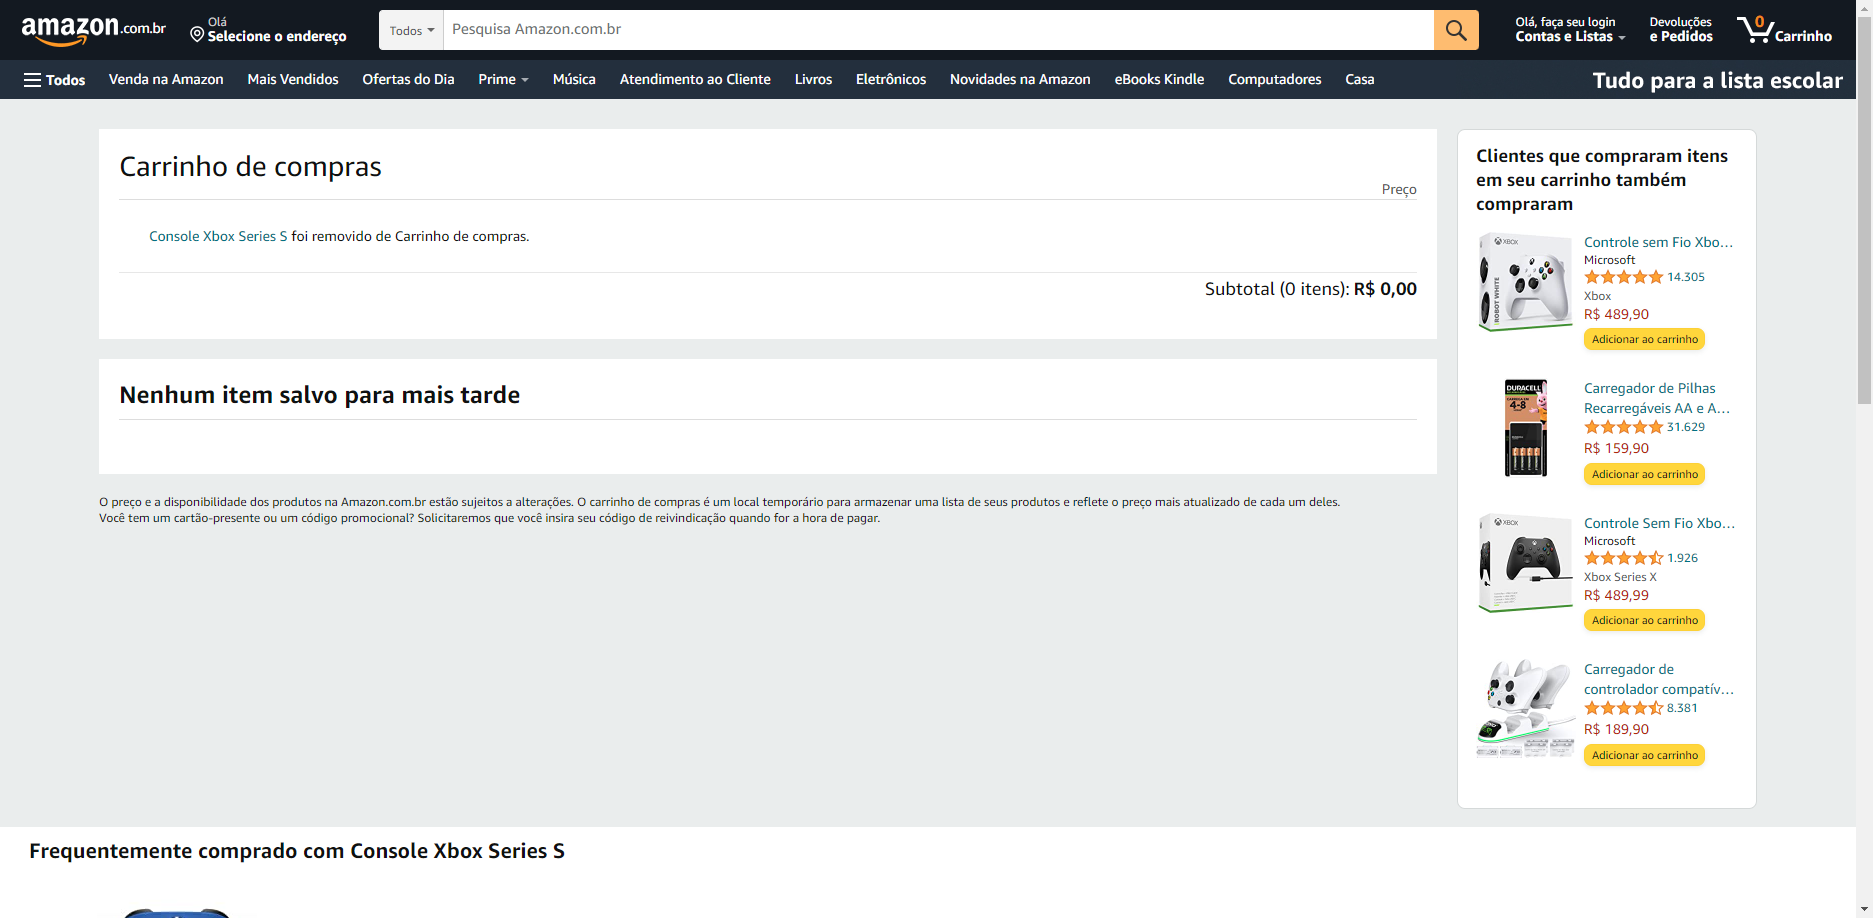 amazon.com.br
Olá
Selecione o endereço
Todos
Pesquisa Amazon.com.br
Olá, faça seu login
Contas e Listas
Devoluções
e Pedidos
0
Carrinho
Todos
Venda na Amazon
Mais Vendidos
Ofertas do Dia
Prime
Música
Atendimento ao Cliente
Livros
Eletrônicos
Novidades na Amazon
eBooks Kindle
Computadores
Casa
Tudo para a lista escolar
Carrinho de compras
Preço
Console Xbox Series S foi removido de Carrinho de compras.
Subtotal (0 itens): R$ 0,00
Nenhum item salvo para mais tarde
O preço e a disponibilidade dos produtos na Amazon.com.br estão sujeitos a alterações. O carrinho de compras é um local temporário para armazenar uma lista de seus produtos e reflete o preço mais atualizado de cada um deles.
Você tem um cartão-presente ou um código promocional? Solicitaremos que você insira seu código de reivindicação quando for a hora de pagar.
Clientes que compraram itens
em seu carrinho também
compraram
XBOX
ROBOT WHITE
Controle sem Fio Xbo…
Microsoft
14.305
Xbox
R$ 489,90
Adicionar ao carrinho
DURACELL
4-8
Carregador de Pilhas
Recarregáveis AA e A…
31.629
R$ 159,90
Adicionar ao carrinho
XBOX
Controle Sem Fio Xbo…
Microsoft
1.926
Xbox Series X
R$ 489,99
Adicionar ao carrinho
Carregador de
controlador compatív…
8.381
R$ 189,90
Adicionar ao carrinho
Frequentemente comprado com Console Xbox Series S